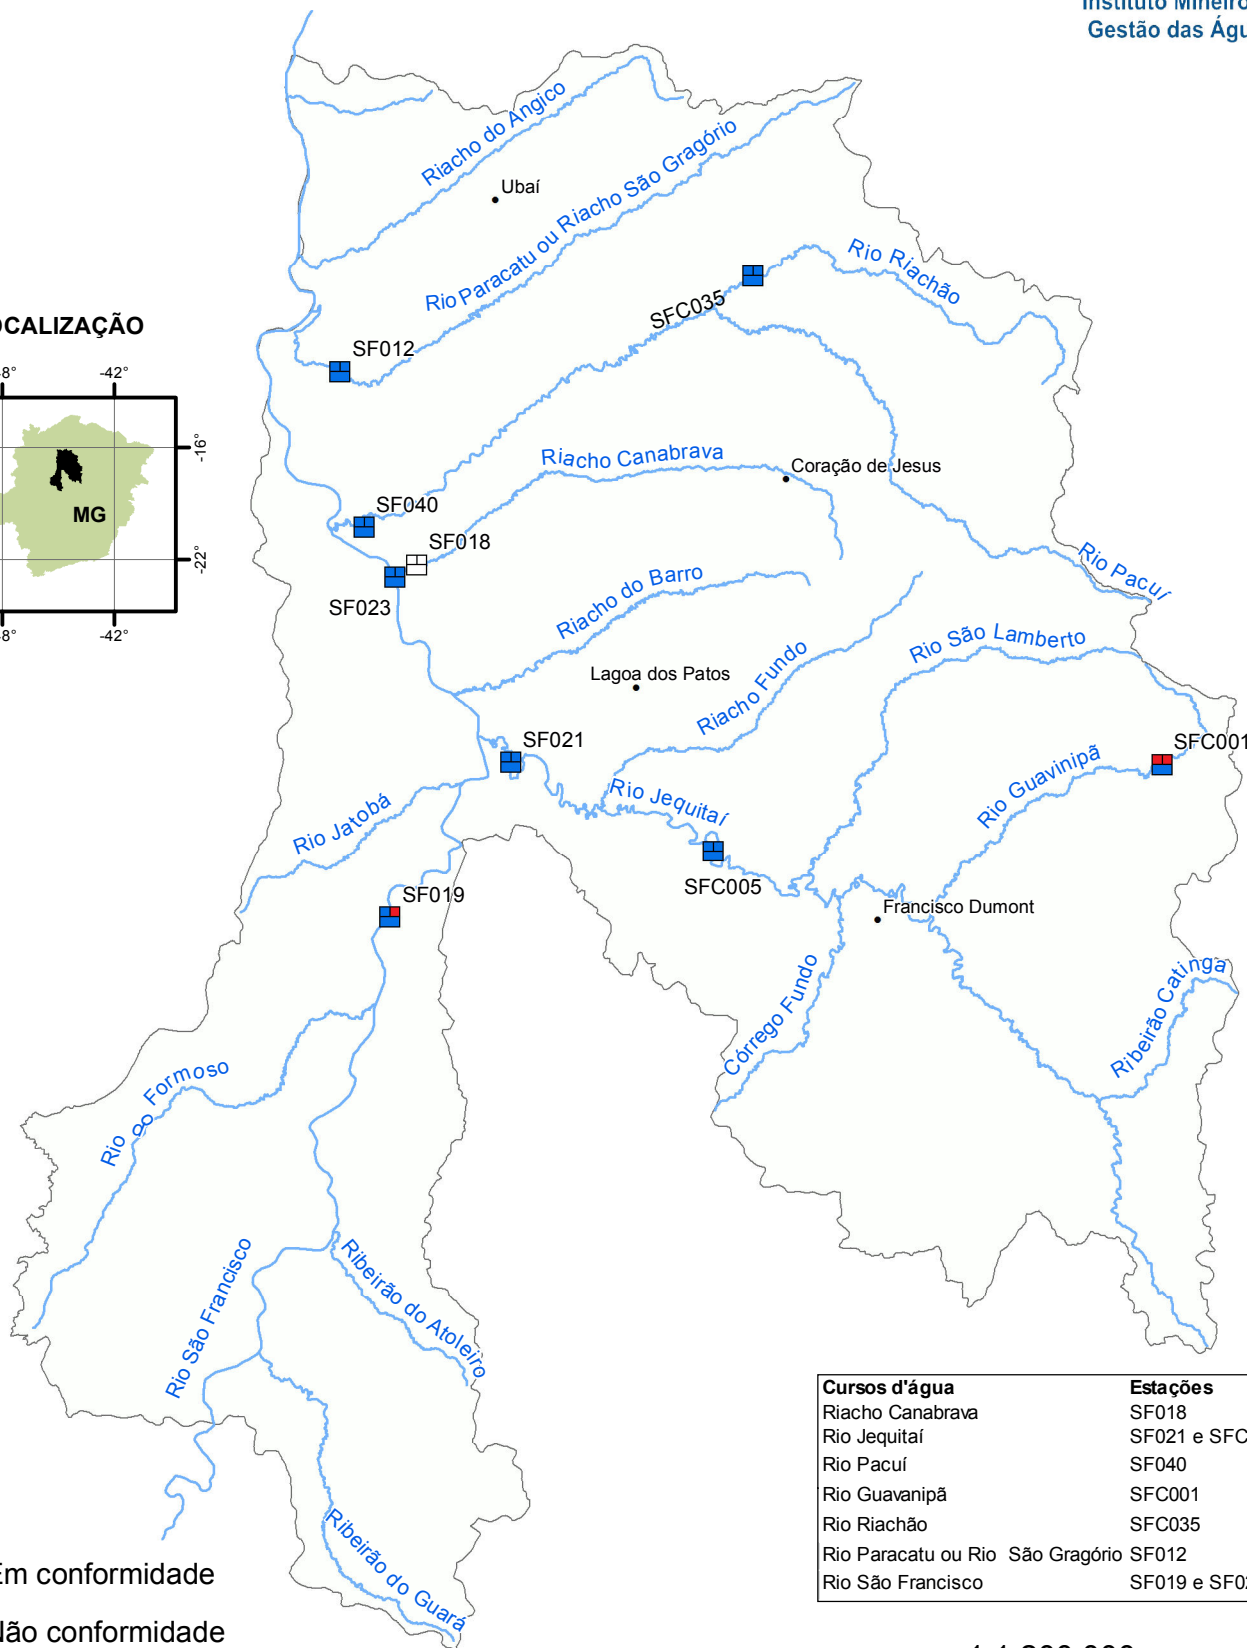 Instituto Mineiro
Gestão das Águ
Riacho do Angico
Ubaí
Rio Paracatu ou Riacho São Gragório
Rio Riachão
SFC035
SF012
OCALIZAÇÃO
8° -42°
-16°
MG
-22°
8° -42°
Riacho Canabrava
Coração de Jesus
SF040
SF018
SF023
Rio Pacuí
Riacho do Barro
Rio São Lamberto
Lagoa dos Patos
Riacho Fundo
SF021
SFC001
Rio Guavinipã
Rio Jequitaí
Rio Jatobá
SFC005
SF019
Francisco Dumont
Córrego Fundo
Ribeirão Catinga
Rio do Formoso
Rio São Francisco
Ribeirão do Atoleiro
Ribeirão do Guará
Cursos d'água Estações
Riacho Canabrava SF018
Rio Jequitaí SF021 e SFC
Rio Pacuí SF040
Rio Guavanipã SFC001
Rio Riachão SFC035
Rio Paracatu ou Rio São Gragório SF012
Rio São Francisco SF019 e SF02
Em conformidade
Não conformidade